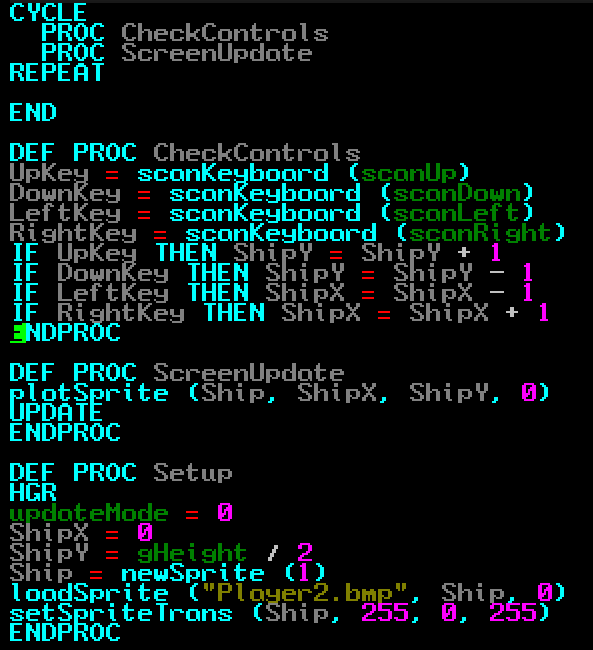 CYCLE
  PROC CheckControls
  PROC ScreenUpdate
REPEAT

END

DEF PROC CheckControls
UpKey = scanKeyboard (scanUp)
DownKey = scanKeyboard (scanDown)
LeftKey = scanKeyboard (scanLeft)
RightKey = scanKeyboard (scanRight)
IF UpKey THEN ShipY = ShipY + 1
IF DownKey THEN ShipY = ShipY - 1
IF LeftKey THEN ShipX = ShipX - 1
IF RightKey THEN ShipX = ShipX + 1
ENDPROC

DEF PROC ScreenUpdate
plotSprite (Ship, ShipX, ShipY, 0)
UPDATE
ENDPROC

DEF PROC Setup
HGR
updateMode = 0
ShipX = 0
ShipY = gHeight / 2
Ship = newSprite (1)
loadSprite ("Player2.bmp", Ship, 0)
setSpriteTrans (Ship, 255, 0, 255)
ENDPROC